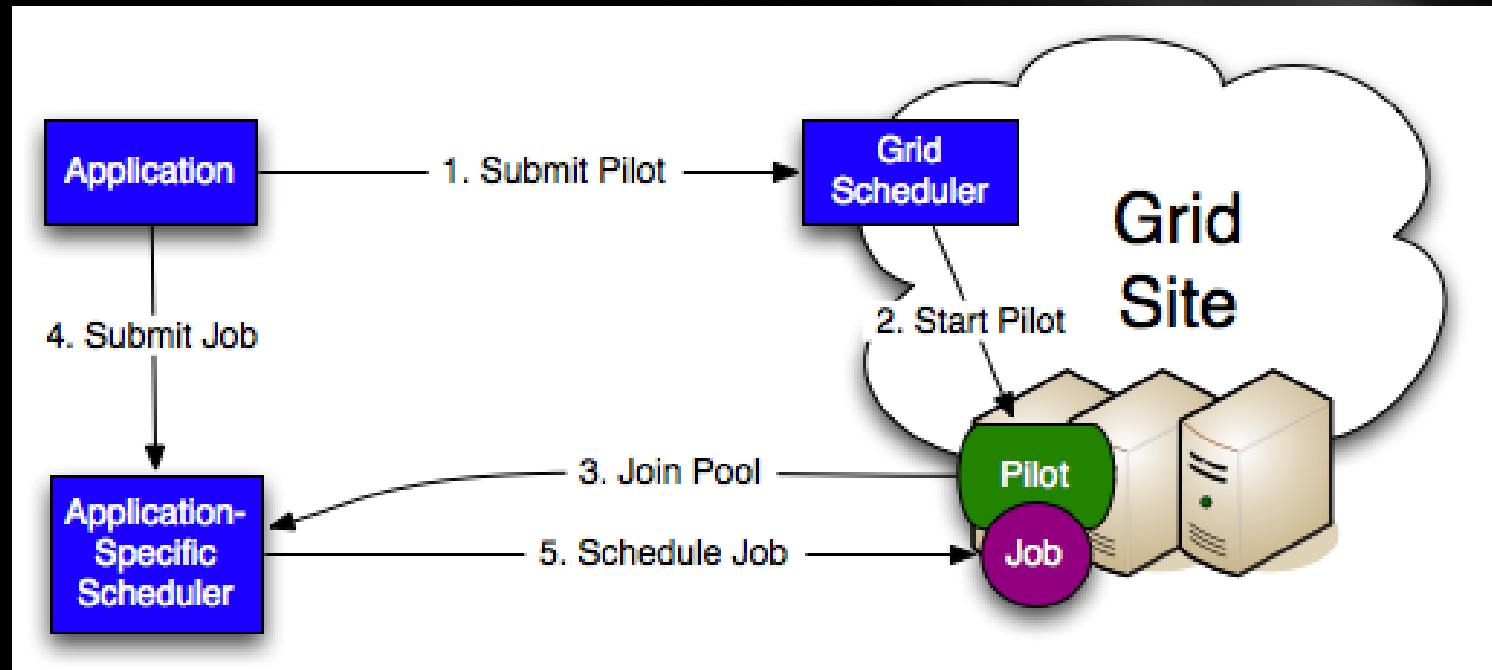 Application
1. Submit Pilot
Grid
Scheduler
Grid
Site
2. Start Pilot
4. Submit Job
3. Join Pool
Pilot
Application-
Specific
Scheduler
5. Schedule Job
Job